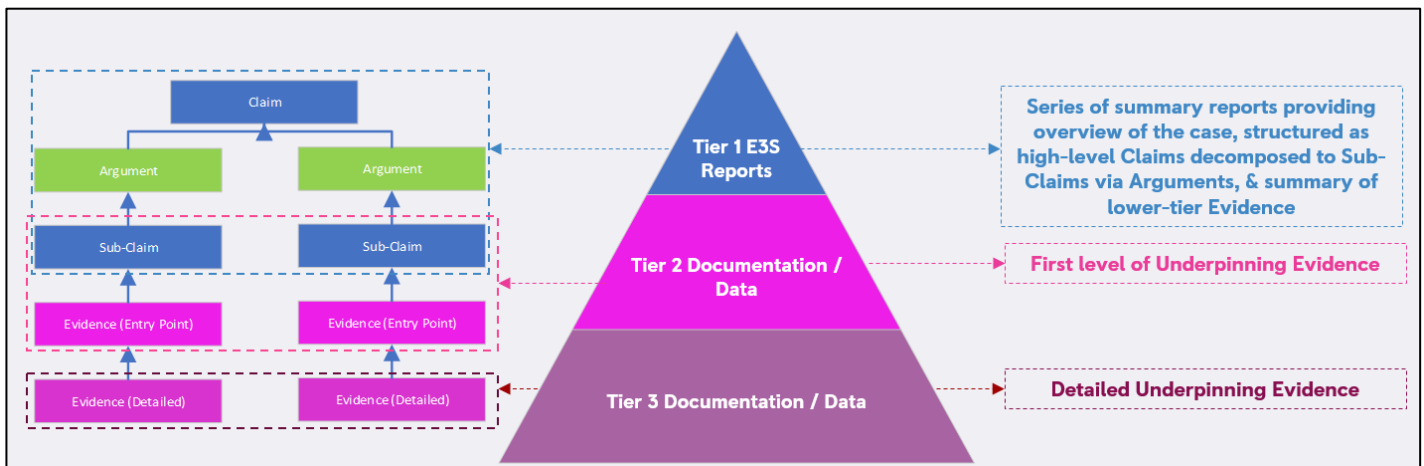 Claim
Argument
Argument
Sub-Claim
Sub-Claim
Evidence (Entry Point)
Evidence (Entry Point)
Evidence (Detailed)
Evidence (Detailed)
Tier 1 E3S
Reports
Tier 2 Documentation /
Data
Tier 3 Documentation / Data
Series of summary reports providing
overview of the case, structured as
high-level Claims decomposed to Sub-
Claims via Arguments, & summary of
lower-tier Evidence
First level of Underpinning Evidence
Detailed Underpinning Evidence